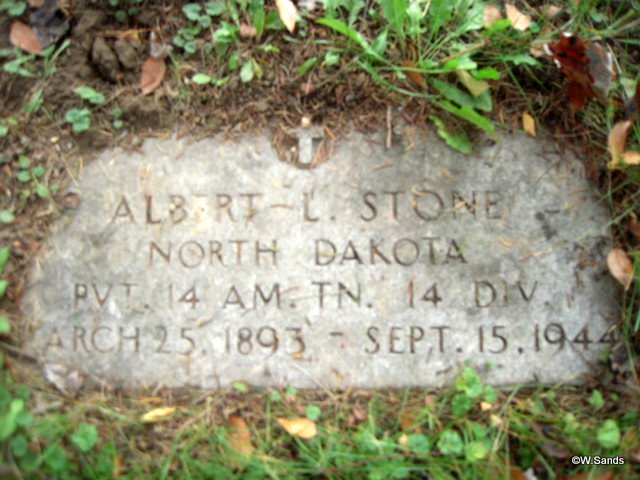 ALBERT L. STONE
NORTH DAKOTA
PVT. 14 AM. TN. 14 DIV.
ARCH 25, 1893 - SEPT. 15, 1944
©W.Sands